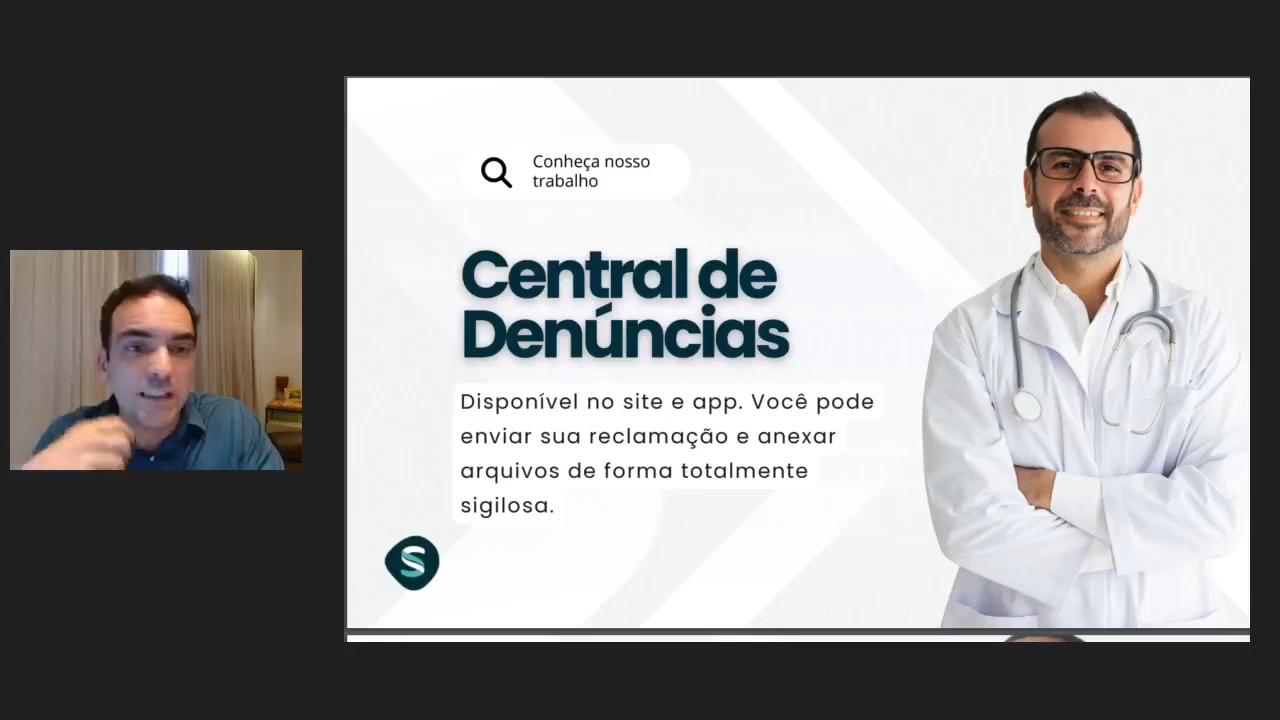 Conheça nosso
trabalho
Central de
Denúncias
Disponível no site e app. Você pode
enviar sua reclamação e anexar
arquivos de forma totalmente
sigilosa.
S